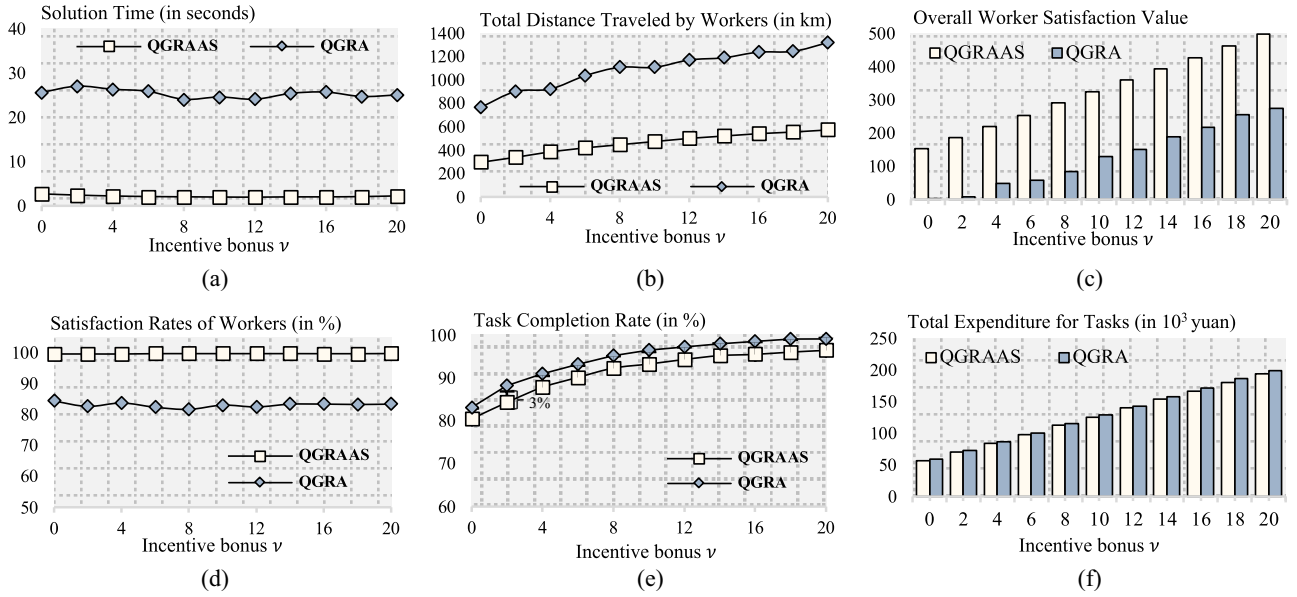 Solution Time (in seconds)
40
30
20
10
0
QGRAAS QGRA
0 4 8 12 16 20
Incentive bonus ν
(a)
Total Distance Traveled by Workers (in km)
1400
1200
1000
800
600
400
200
0
QGRAAS QGRA
0 4 8 12 16 20
Incentive bonus ν
(b)
Overall Worker Satisfaction Value
500
400
300
200
100
0
QGRAAS QGRA
0 2 4 6 8 10 12 14 16 18 20
Incentive bonus ν
(c)
Satisfaction Rates of Workers (in %)
100
90
80
70
60
50
QGRAAS
QGRA
0 4 8 12 16 20
Incentive bonus ν
(d)
Task Completion Rate (in %)
100
90
80
70
60
3%
QGRAAS
QGRA
0 4 8 12 16 20
Incentive bonus ν
(e)
Total Expenditure for Tasks (in 10³ yuan)
250
200
150
100
50
0
QGRAAS QGRA
0 2 4 6 8 10 12 14 16 18 20
Incentive bonus ν
(f)